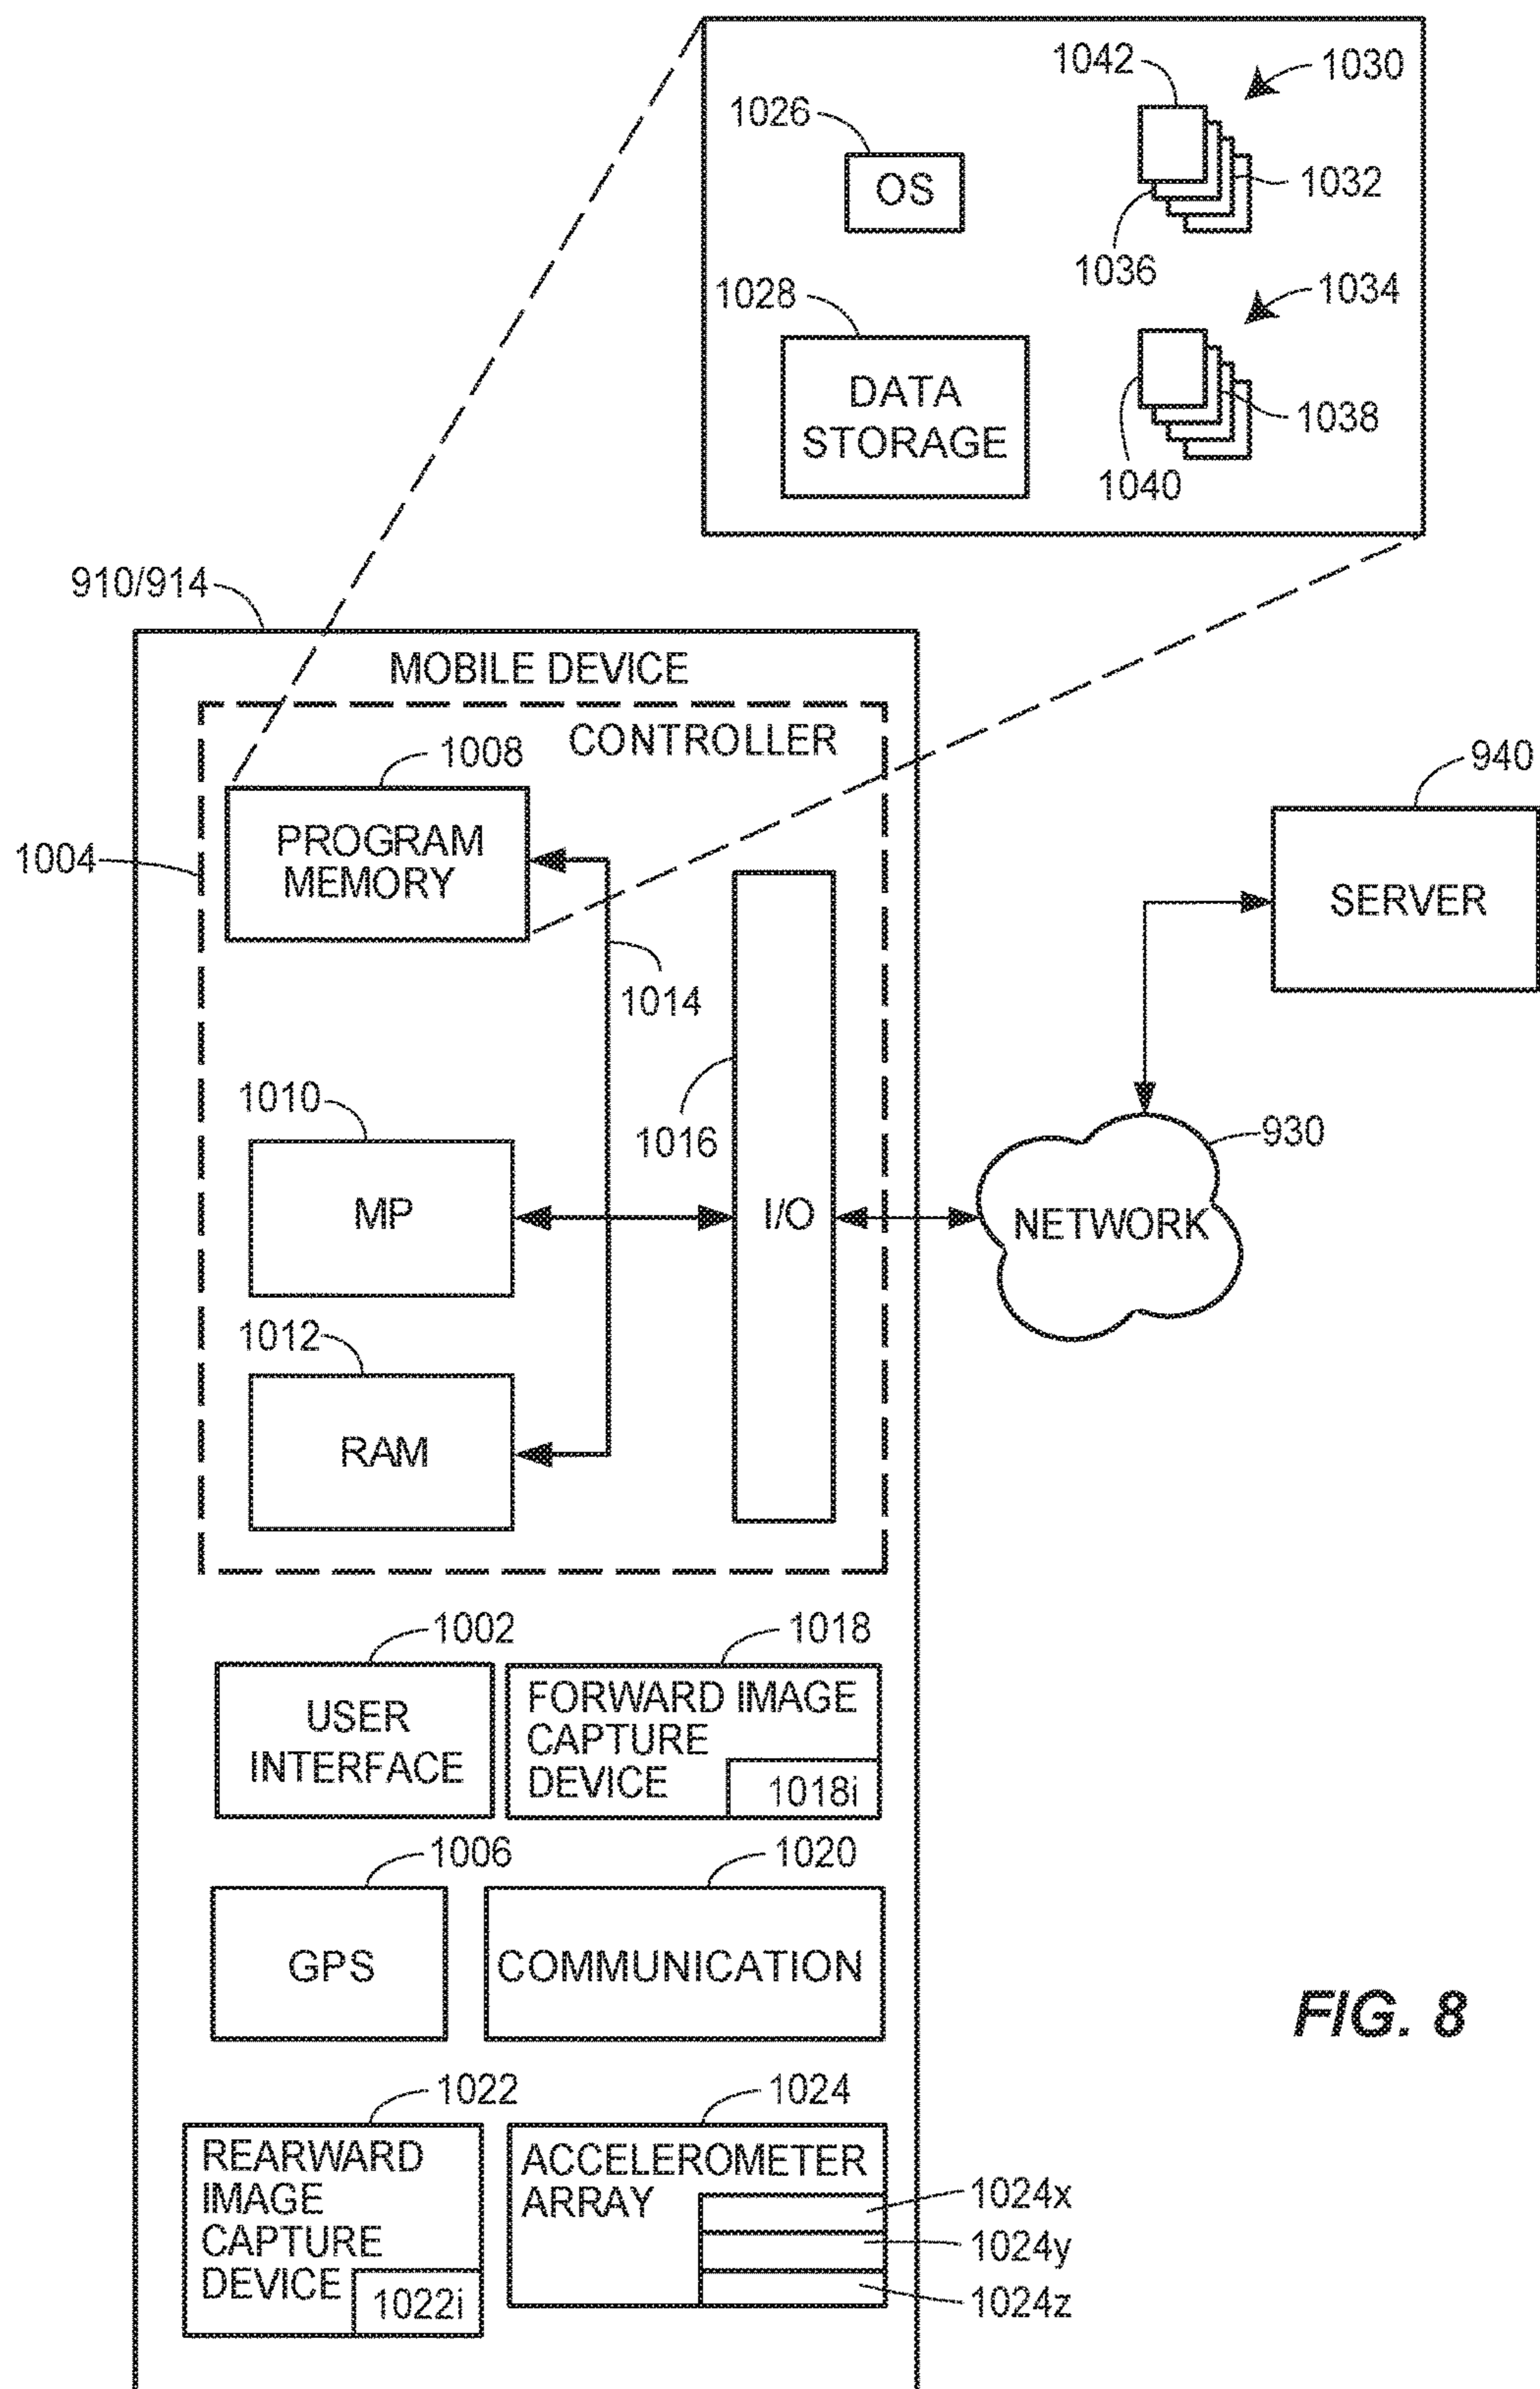 1042
1030
1026
OS
1032
1036
1028
1034
DATA
STORAGE
1038
1040
910/914
MOBILE DEVICE
CONTROLLER
1008
940
PROGRAM
MEMORY
1004
SERVER
1014
1010
1016
930
MP
I/O
NETWORK
1012
RAM
1002
1018
USER
INTERFACE
FORWARD IMAGE
CAPTURE
DEVICE
1018i
1006
1020
GPS
COMMUNICATION
FIG. 8
1022
1024
REARWARD
IMAGE
CAPTURE
DEVICE
1022i
ACCELEROMETER
ARRAY
1024x
1024y
1024z